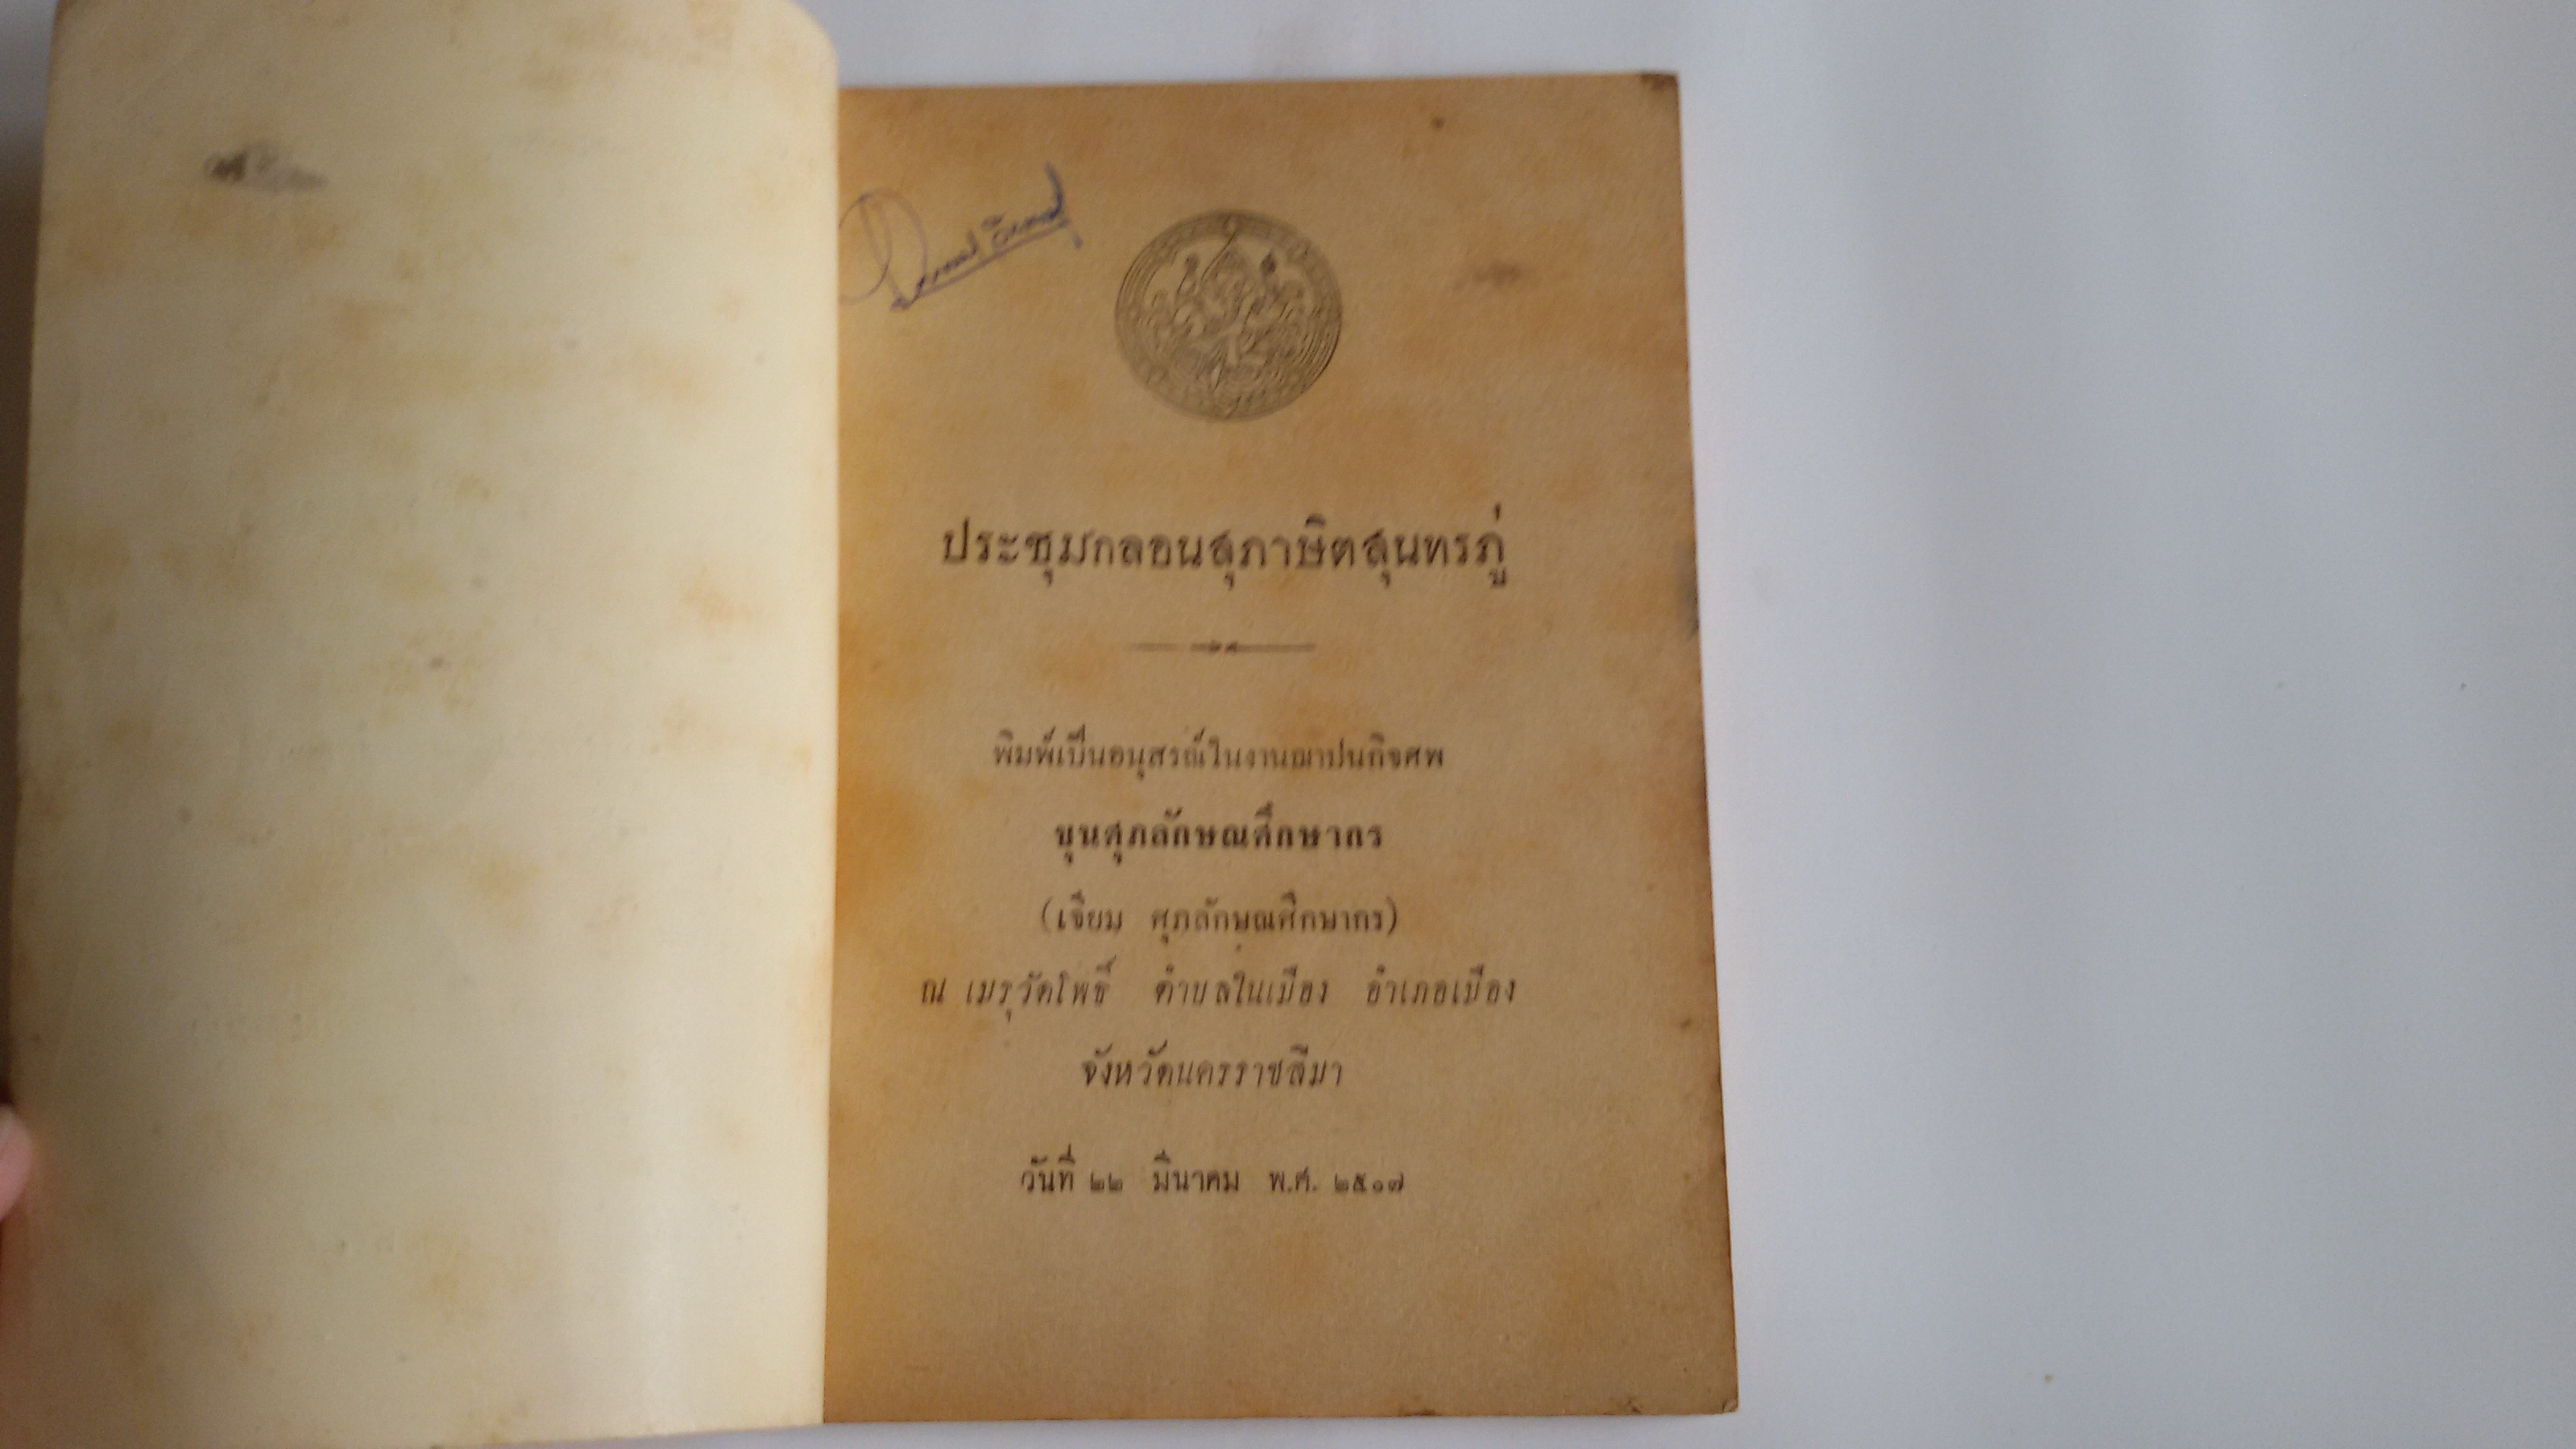 ประชุมกลอนสุภาษิตสุนทรภู่
พิมพ์เป็นอนุสรณ์ในงานฌาปนกิจศพ
ขุนศุภลักษณศึกษากร
(เจียม ศุภลักษณศึกษากร)
ณ เมรุวัดโพธิ์ ตำบลในเมือง อำเภอเมือง
จังหวัดนครราชสีมา
วันที่ ๒๒ มีนาคม พ.ศ. ๒๕๑๗